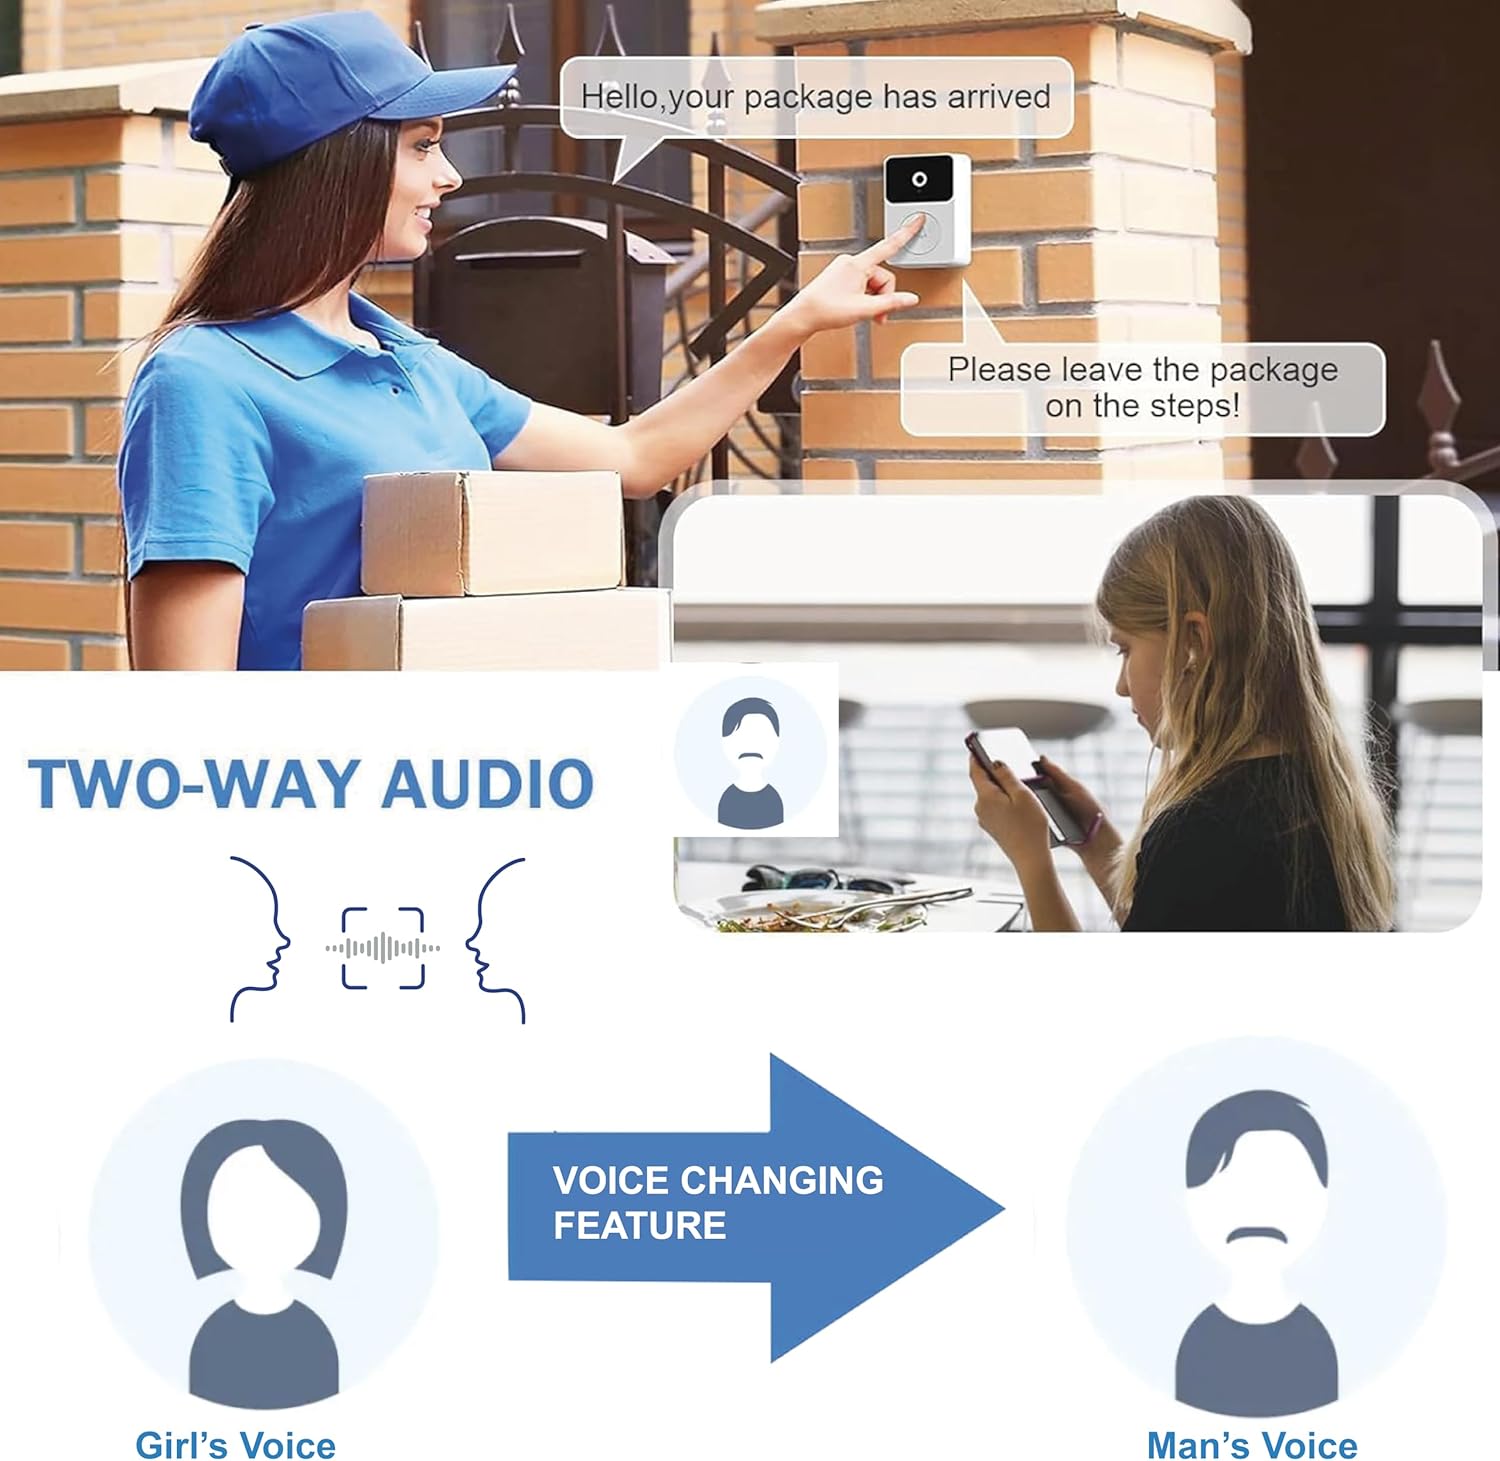 Hello,your package has arrived
Please leave the package
on the steps!
TWO-WAY AUDIO
VOICE CHANGING
FEATURE
Girl’s Voice
Man’s Voice